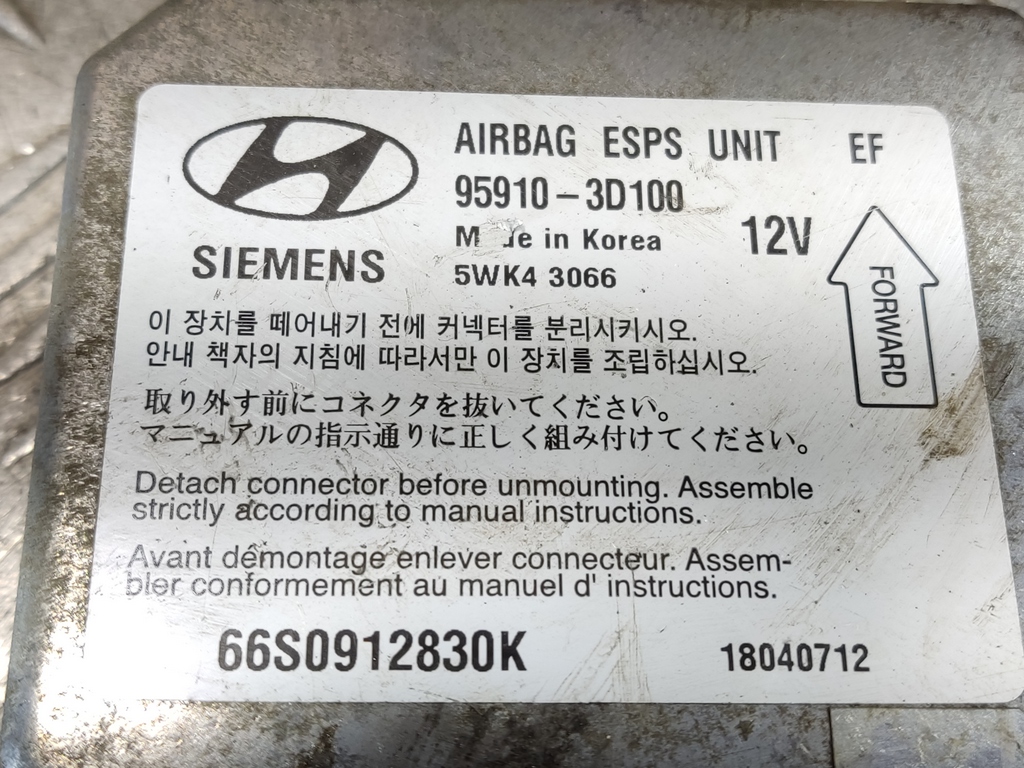 AIRBAG ESPS UNIT EF
95910-3D100
in Korea
12V
SIEMENS
5WK4 3066
FORWARD
이 장치를 떼어내기 전에 커넥터를 분리시키시오.
안내 책자의 지침에 따라서만 이 장치를 조립하십시오.
取り外す前にコネクタを抜いてください。
マニュアルの指示通りに正しく組み付けてください。
Detach connector before unmounting. Assemble
strictly according to manual instructions.
Avant démontage enlever connecteur. Assem-
bler conformement au manuel d' instructions.
66S0912830K
18040712